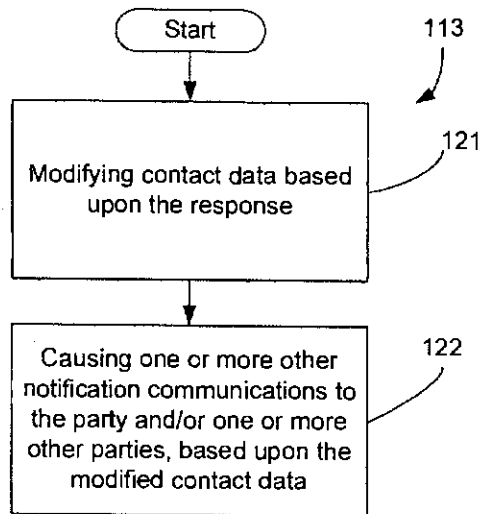 Start
113
121
Modifying contact data based
upon the response
122
Causing one or more other
notification communications to
the party and/or one or more
other parties, based upon the
modified contact data